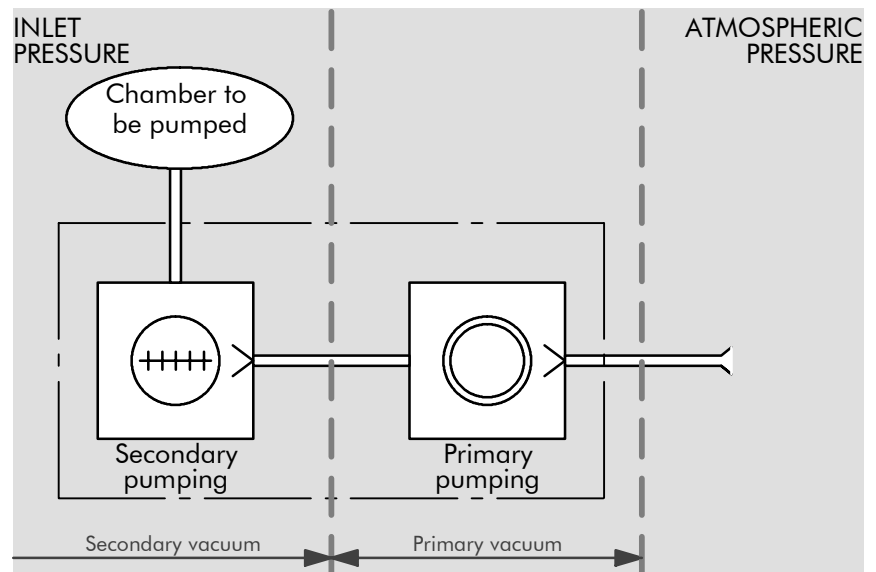 INLET
PRESSURE
ATMOSPHERIC
PRESSURE
Chamber to
be pumped
Secondary
pumping
Primary
pumping
Secondary vacuum
Primary vacuum